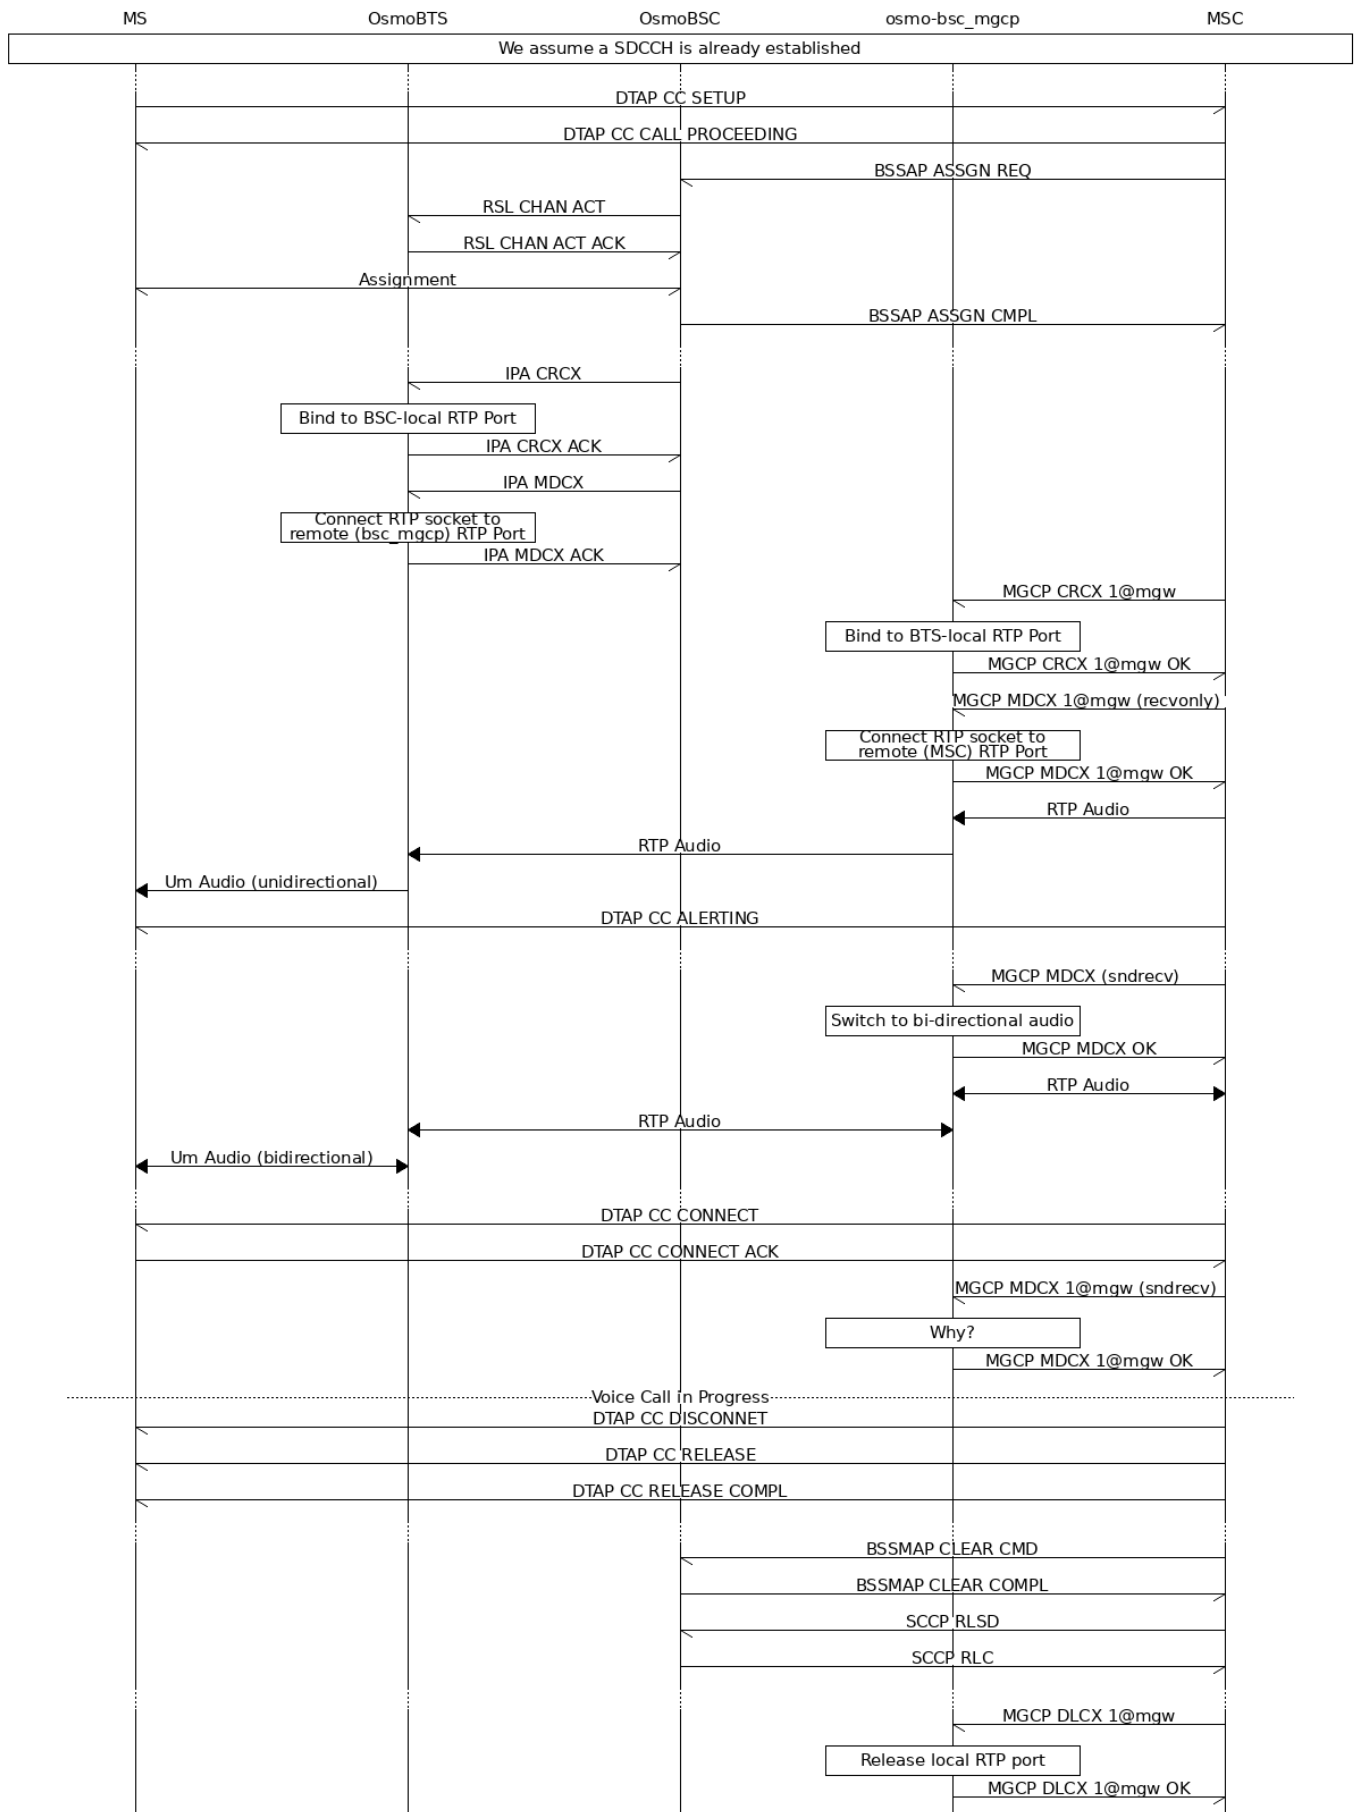 MS OsmoBTS OsmoBSC osmo-bsc_mgcp MSC
We assume a SDCCH is already established
DTAP CC SETUP
DTAP CC CALL PROCEEDING
BSSAP ASSGN REQ
RSL CHAN ACT
RSL CHAN ACT ACK
Assignment
BSSAP ASSGN CMPL
IPA CRCX
Bind to BSC-local RTP Port
IPA CRCX ACK
IPA MDCX
Connect RTP socket to
remote (bsc_mgcp) RTP Port
IPA MDCX ACK
MGCP CRCX 1@mgw
Bind to BTS-local RTP Port
MGCP CRCX 1@mgw OK
MGCP MDCX 1@mgw (recvonly)
Connect RTP socket to
remote (MSC) RTP Port
MGCP MDCX 1@mgw OK
RTP Audio
RTP Audio
Um Audio (unidirectional)
DTAP CC ALERTING
MGCP MDCX (sndrecv)
Switch to bi-directional audio
MGCP MDCX OK
RTP Audio
RTP Audio
Um Audio (bidirectional)
DTAP CC CONNECT
DTAP CC CONNECT ACK
MGCP MDCX 1@mgw (sndrecv)
Why?
MGCP MDCX 1@mgw OK
Voice Call in Progress
DTAP CC DISCONNET
DTAP CC RELEASE
DTAP CC RELEASE COMPL
BSSMAP CLEAR CMD
BSSMAP CLEAR COMPL
SCCP RLSD
SCCP RLC
MGCP DLCX 1@mgw
Release local RTP port
MGCP DLCX 1@mgw OK